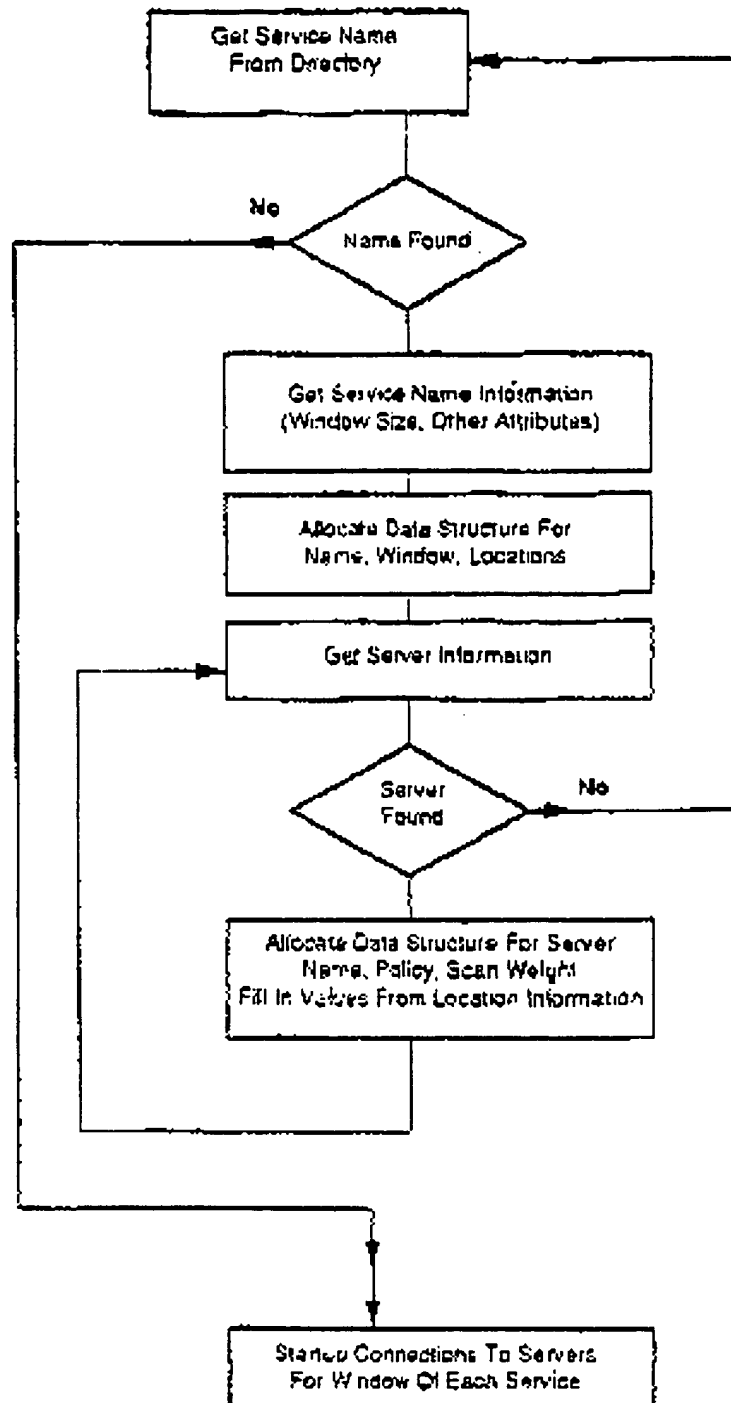 Get Service Name
From Directory
No
Name Found
Get Service Name Information
(Window Size, Other Attributes)
Allocate Data Structure For
Name, Window, Locations
Get Server Information
Server
Found
No
Allocate Data Structure For Server
Name, Policy, Scan Weight
Fill In Values From Location Information
Startup Connections To Servers
For Window Of Each Service